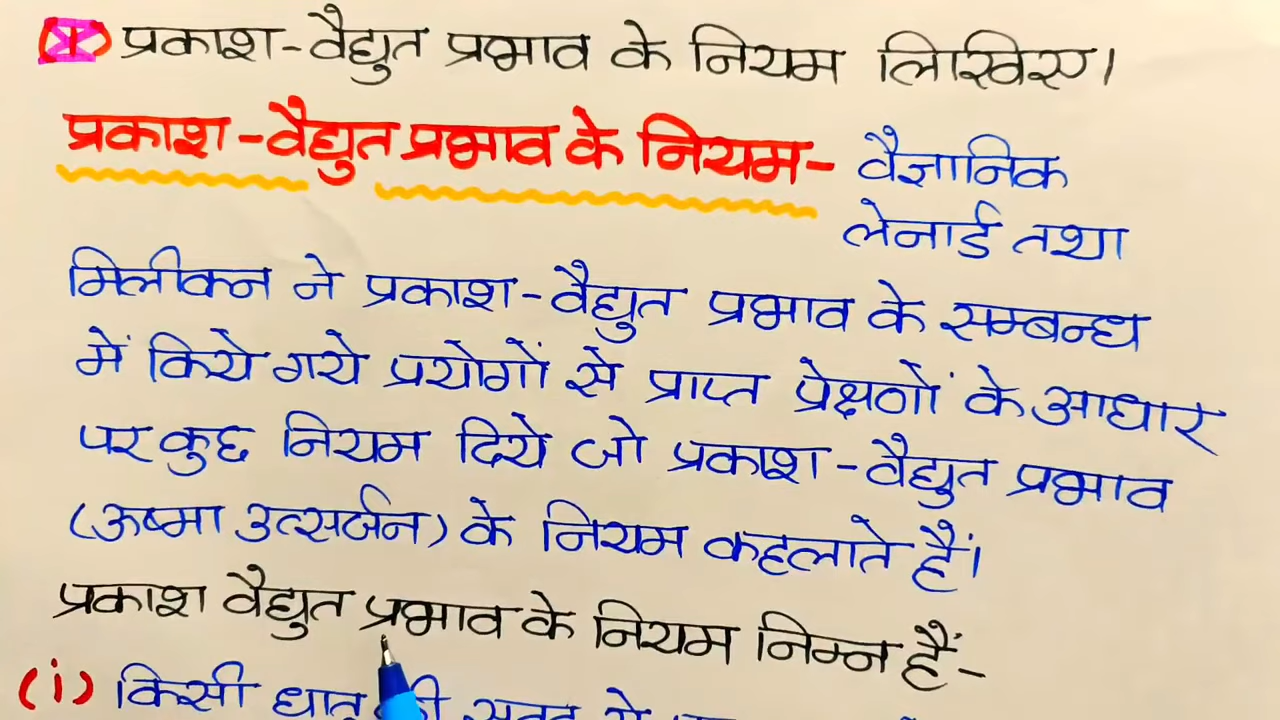 प्रकाश-वैद्युत प्रभाव के नियम लिखिए।
प्रकाश-वैद्युत प्रभाव के नियम- वैज्ञानिक
लेनार्ड तथा
मिलीकन ने प्रकाश-वैद्युत प्रभाव के सम्बन्ध
में किये गये प्रयोगों से प्राप्त प्रेक्षणों के आधार
पर कुछ नियम दिये जो प्रकाश-वैद्युत प्रभाव
(ऊष्मा उत्सर्जन) के नियम कहलाते हैं।
प्रकाश वैद्युत प्रभाव के नियम निम्न हैं-
(i) किसी धातु की